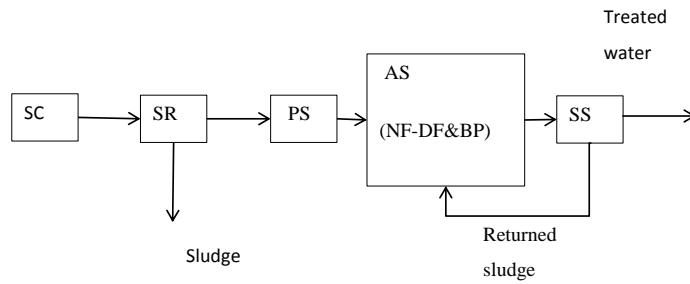 Treated
water
SC
SR
PS
AS
(NF-DF&BP)
SS
Sludge
Returned
sludge